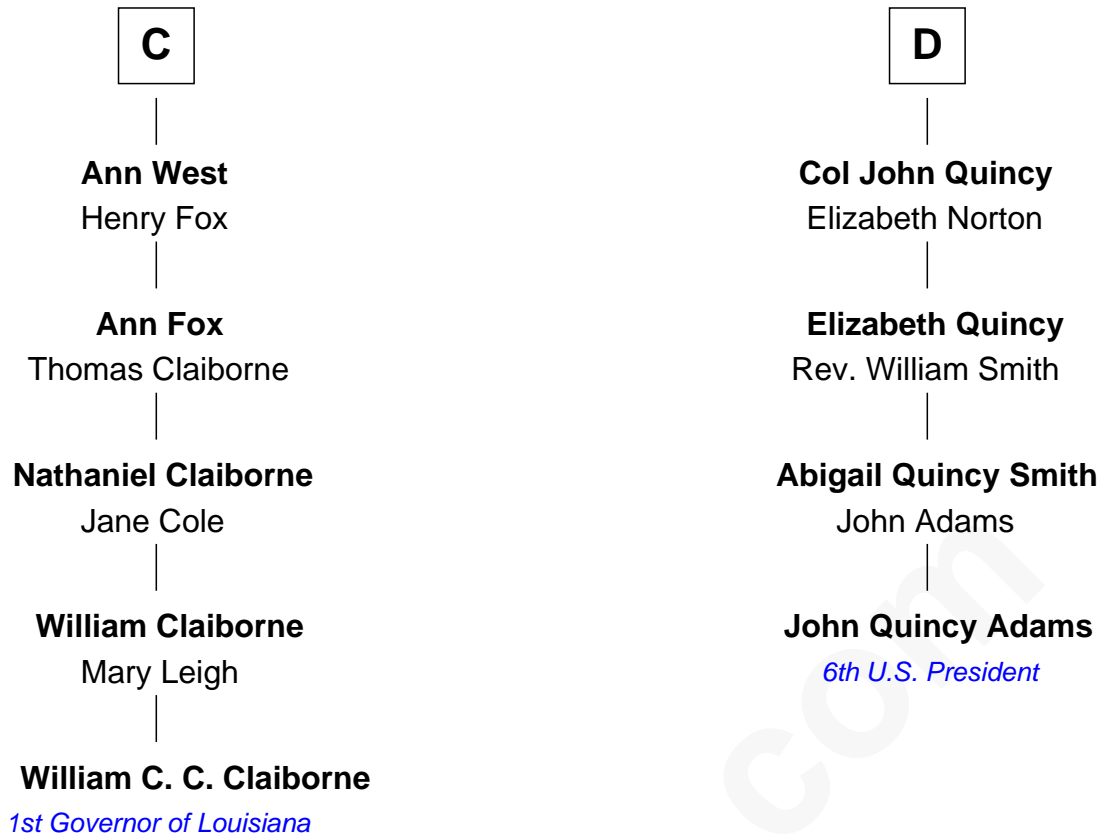 C
Ann West
Henry Fox
Ann Fox
Thomas Claiborne
Nathaniel Claiborne
Jane Cole
William Claiborne
Mary Leigh
William C. C. Claiborne
1st Governor of Louisiana
D
Col John Quincy
Elizabeth Norton
Elizabeth Quincy
Rev. William Smith
Abigail Quincy Smith
John Adams
John Quincy Adams
6th U.S. President
com